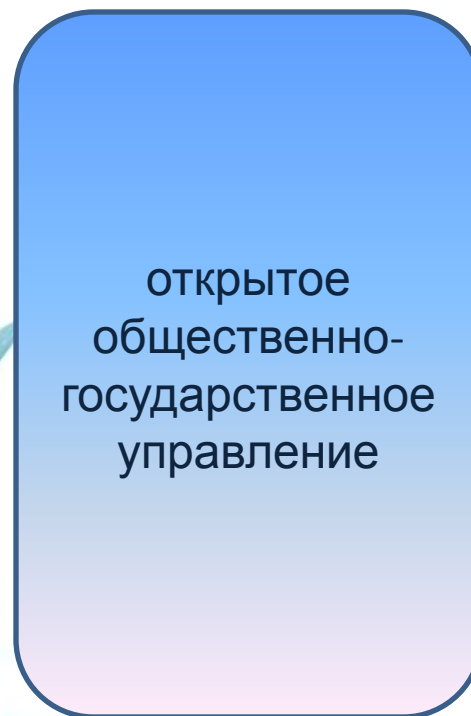 открытое
общественно-
государственное
управление